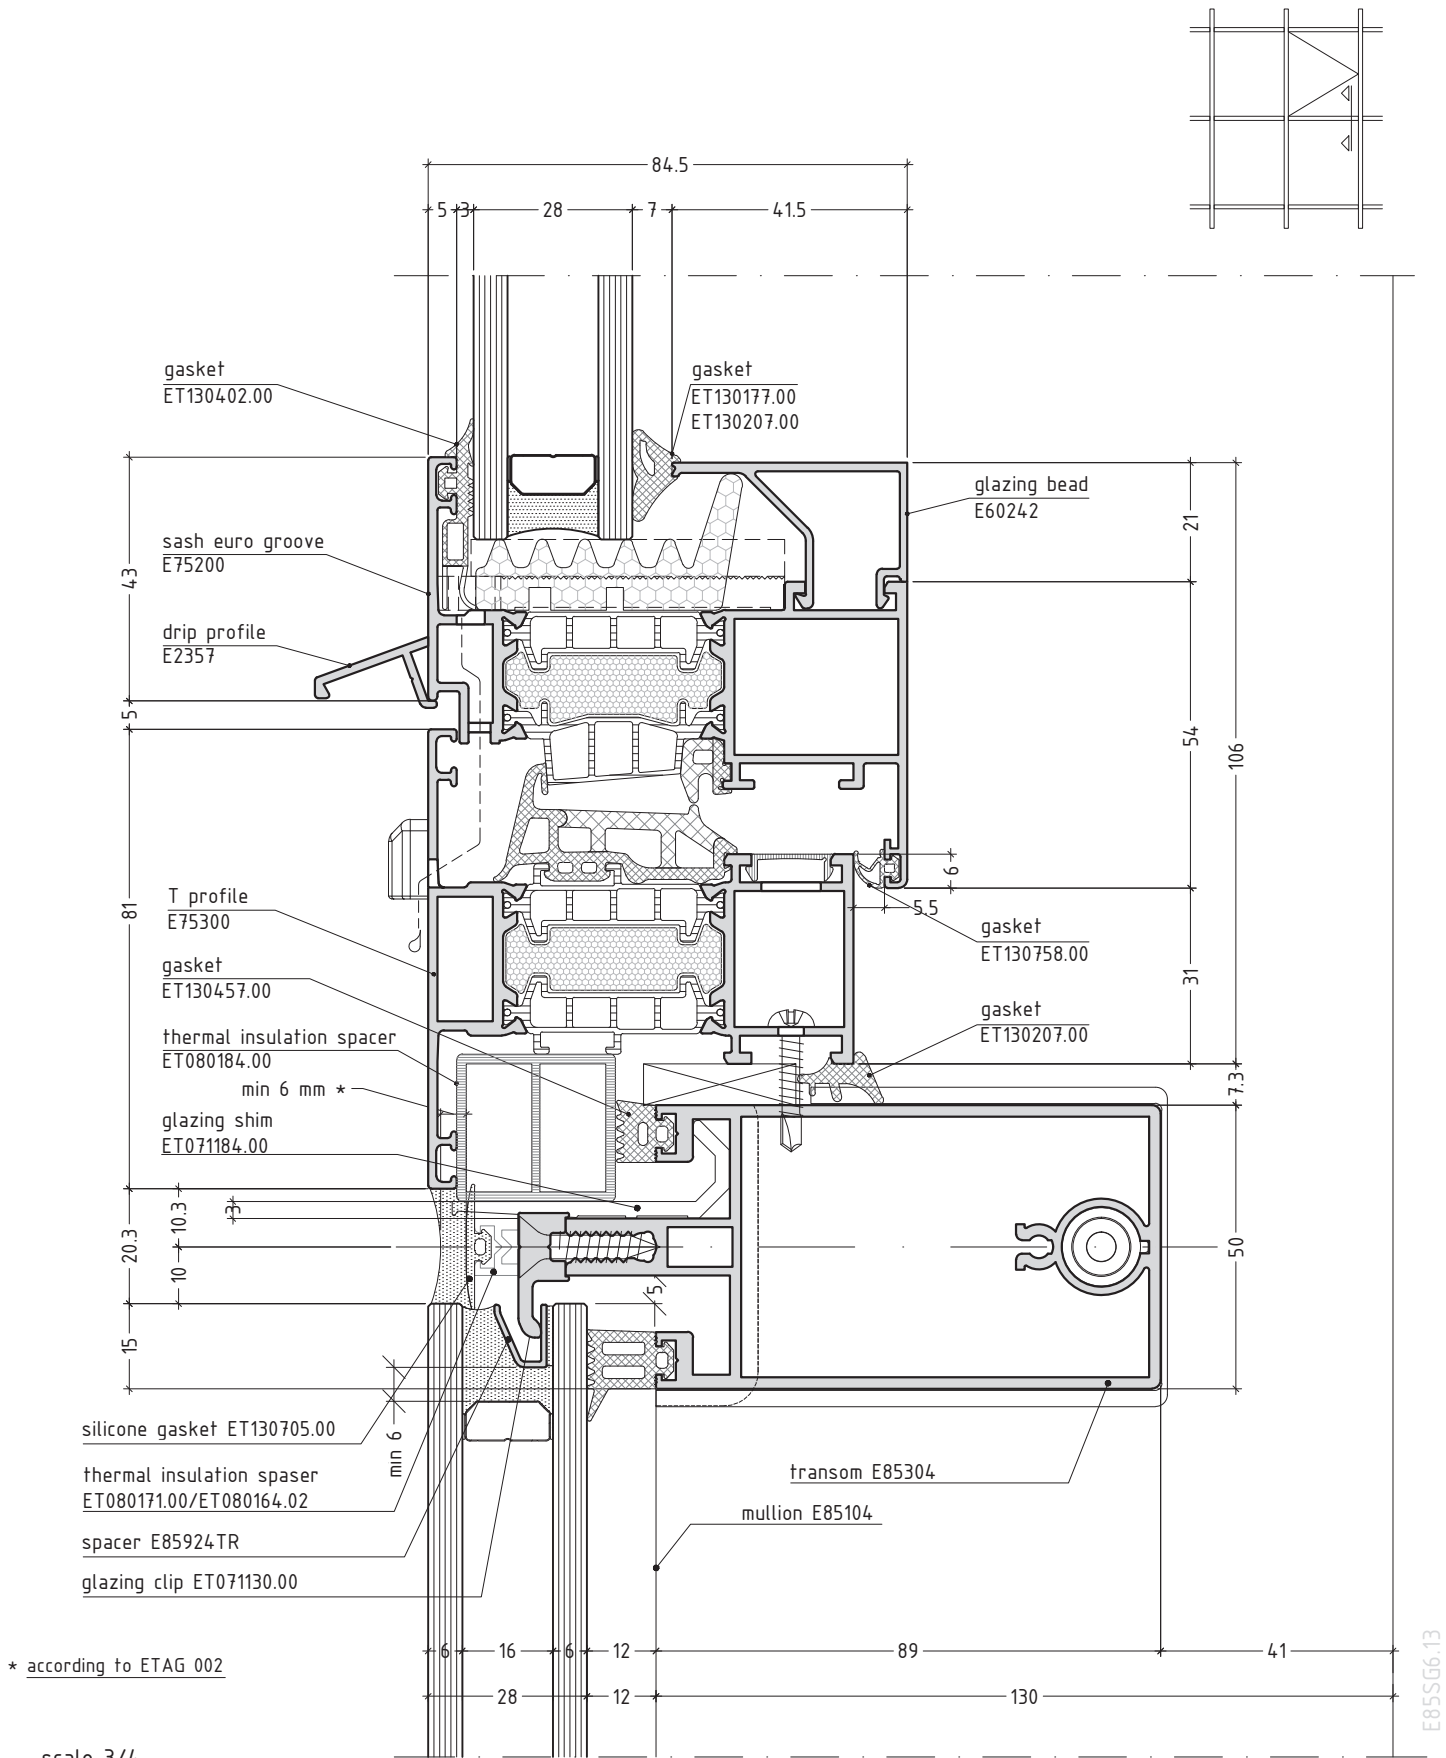 84.5
5 3 28 7 41.5
gasket
ET130402.00
gasket
ET130177.00
ET130207.00
glazing bead
E60242
sash euro groove
E75200
drip profile
E2357
43
5
81
21
54
106
6
5.5
31
7.3
T profile
E75300
gasket
ET130457.00
thermal insulation spacer
ET080184.00
min 6 mm *
glazing shim
ET071184.00
gasket
ET130758.00
gasket
ET130207.00
3
10.3
20.3
10
15
5
50
min 6
silicone gasket ET130705.00
thermal insulation spaser
ET080171.00/ET080164.02
spacer E85924TR
glazing clip ET071130.00
transom E85304
mullion E85104
6 16 6 12 89 41
28 12 130
* according to ETAG 002
scale 3/4
E85SG6.13